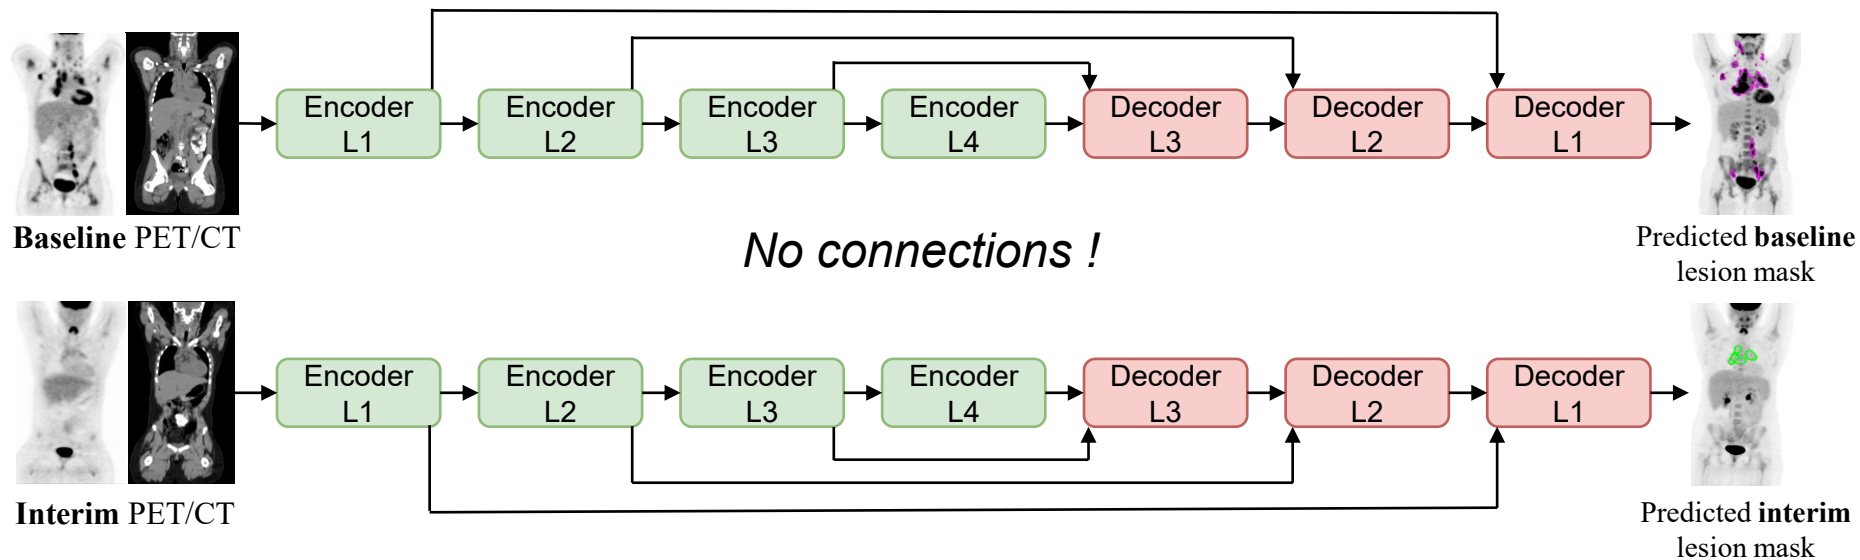 Encoder
L1
Encoder
L2
Encoder
L3
Encoder
L4
Decoder
L3
Decoder
L2
Decoder
L1
Baseline PET/CT
Predicted baseline
lesion mask
No connections !
Encoder
L1
Encoder
L2
Encoder
L3
Encoder
L4
Decoder
L3
Decoder
L2
Decoder
L1
Interim PET/CT
Predicted interim
lesion mask